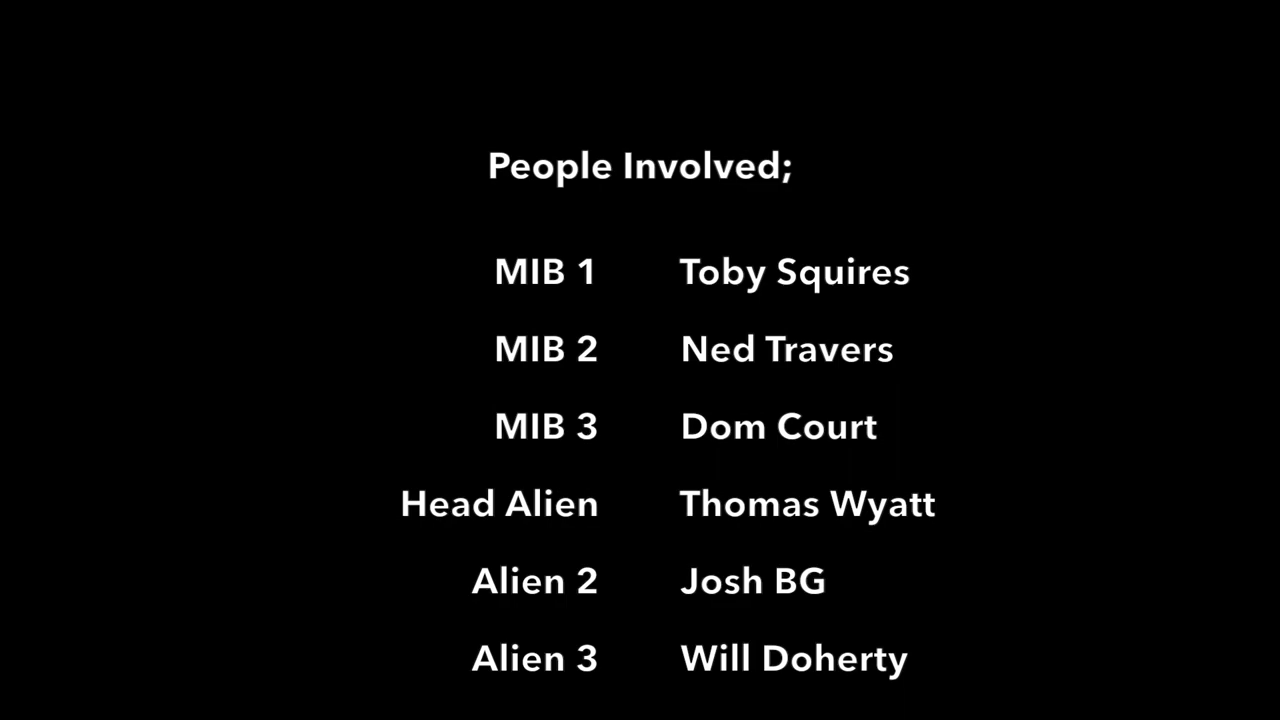 People Involved;
MIB 1 Toby Squires
MIB 2 Ned Travers
MIB 3 Dom Court
Head Alien Thomas Wyatt
Alien 2 Josh BG
Alien 3 Will Doherty